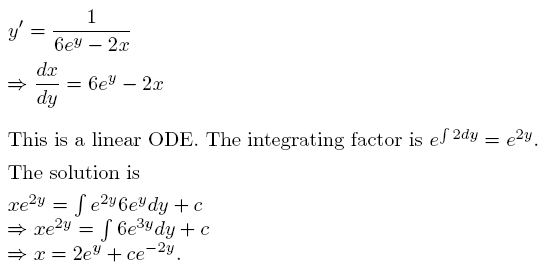 y′ = 1/(6e^y − 2x)
⇒ dx/dy = 6e^y − 2x
This is a linear ODE. The integrating factor is e^{∫ 2dy} = e^{2y}.
The solution is
xe^{2y} = ∫ e^{2y}6e^y dy + c
⇒ xe^{2y} = ∫ 6e^{3y}dy + c
⇒ x = 2e^y + ce^{−2y}.